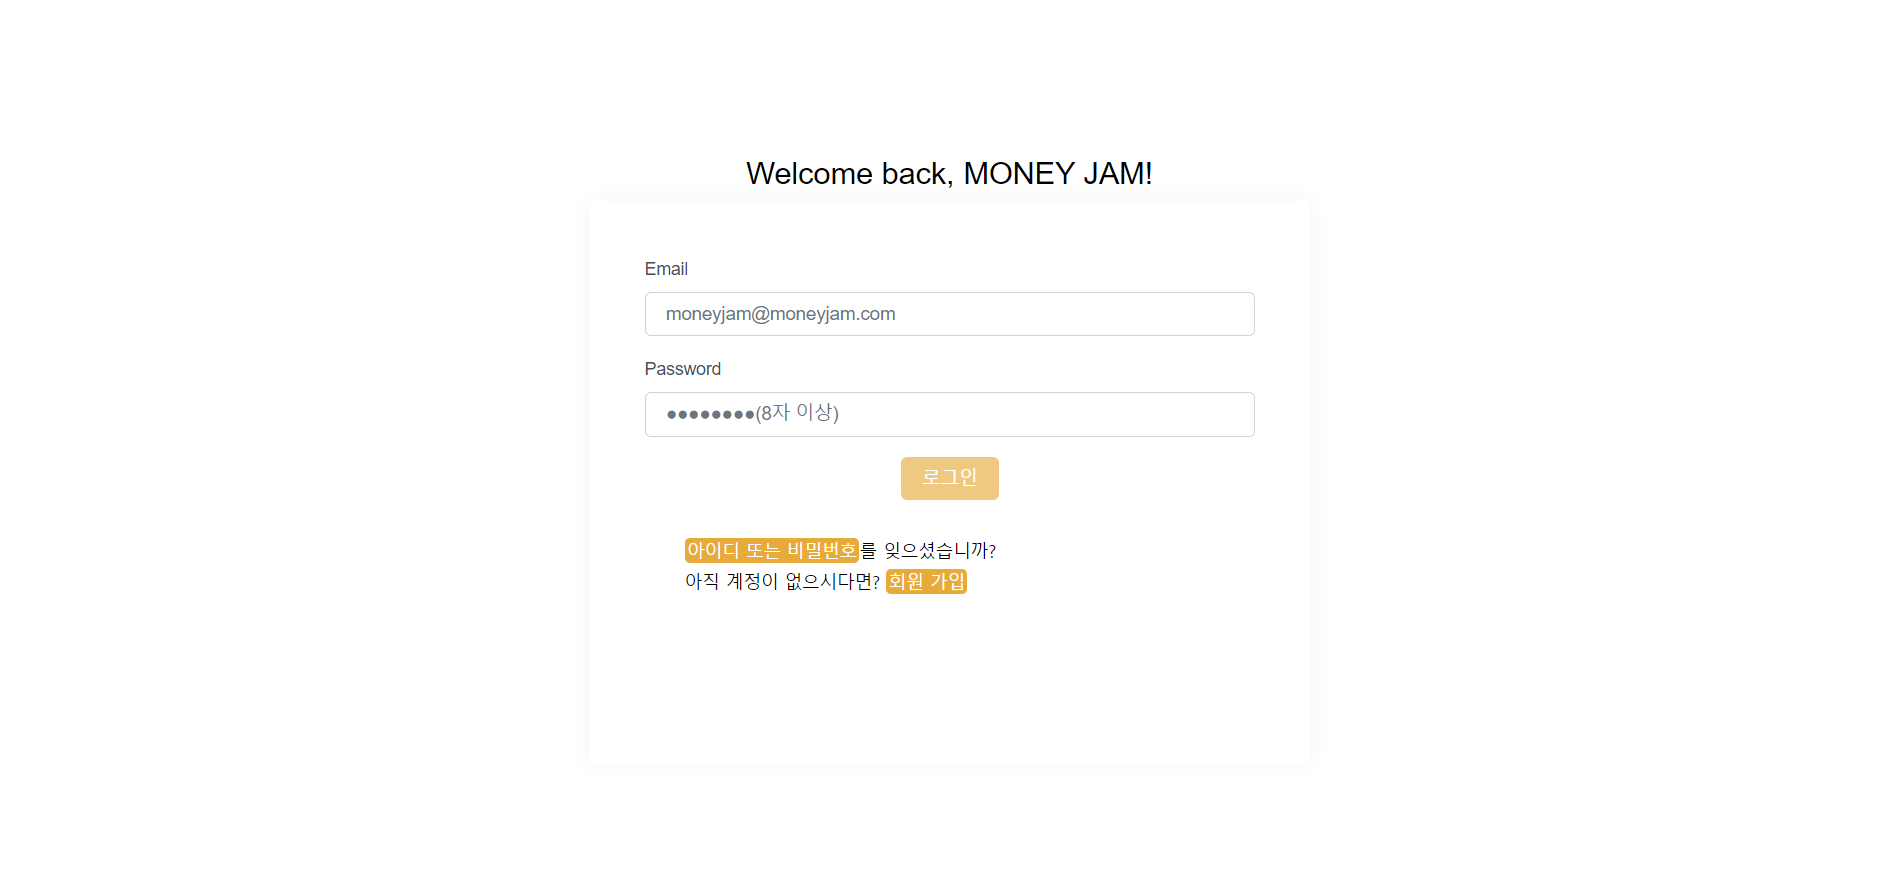 Welcome back, MONEY JAM!
Email
moneyjam@moneyjam.com
Password
●●●●●●●●(8자 이상)
로그인
아이디 또는 비밀번호를 잊으셨습니까?
아직 계정이 없으시다면? 회원 가입